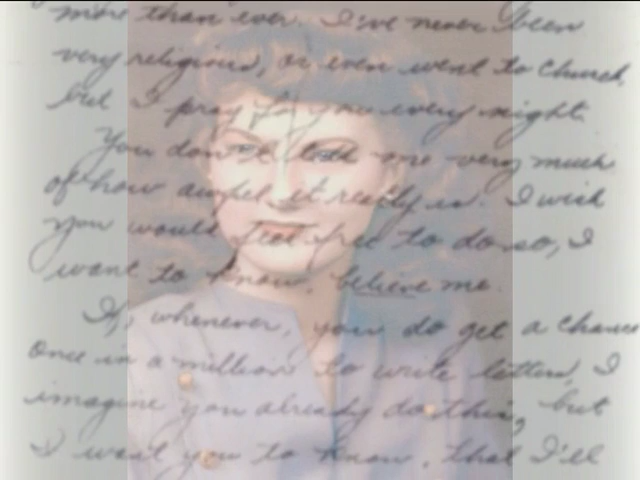 more than ever. I've never been
very religious, or even went to church,
but I pray for you every night.
You don't tell me very much
of how awful it really is. I wish
you would feel free to do so, I
want to know, believe me.
If, whenever, you do get a chance
once in a million to write letters, I
imagine you already do this, but
I want you to know, that I'll